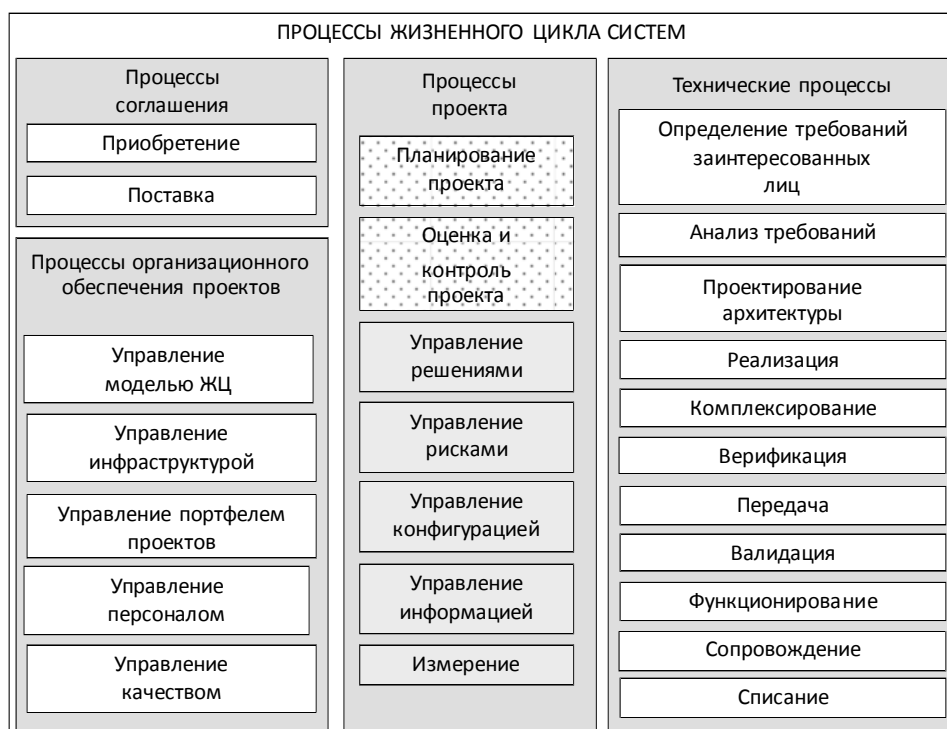 ПРОЦЕССЫ ЖИЗНЕННОГО ЦИКЛА СИСТЕМ
Процессы
соглашения
Приобретение
Поставка
Процессы организационного
обеспечения проектов
Управление
моделью ЖЦ
Управление
инфраструктурой
Управление портфелем
проектов
Управление
персоналом
Управление
качеством
Процессы
проекта
Планирование
проекта
Оценка и
контроль
проекта
Управление
решениями
Управление
рисками
Управление
конфигурацией
Управление
информацией
Измерение
Технические процессы
Определение требований
заинтересованных
лиц
Анализ требований
Проектирование
архитектуры
Реализация
Комплексирование
Верификация
Передача
Валидация
Функционирование
Сопровождение
Списание